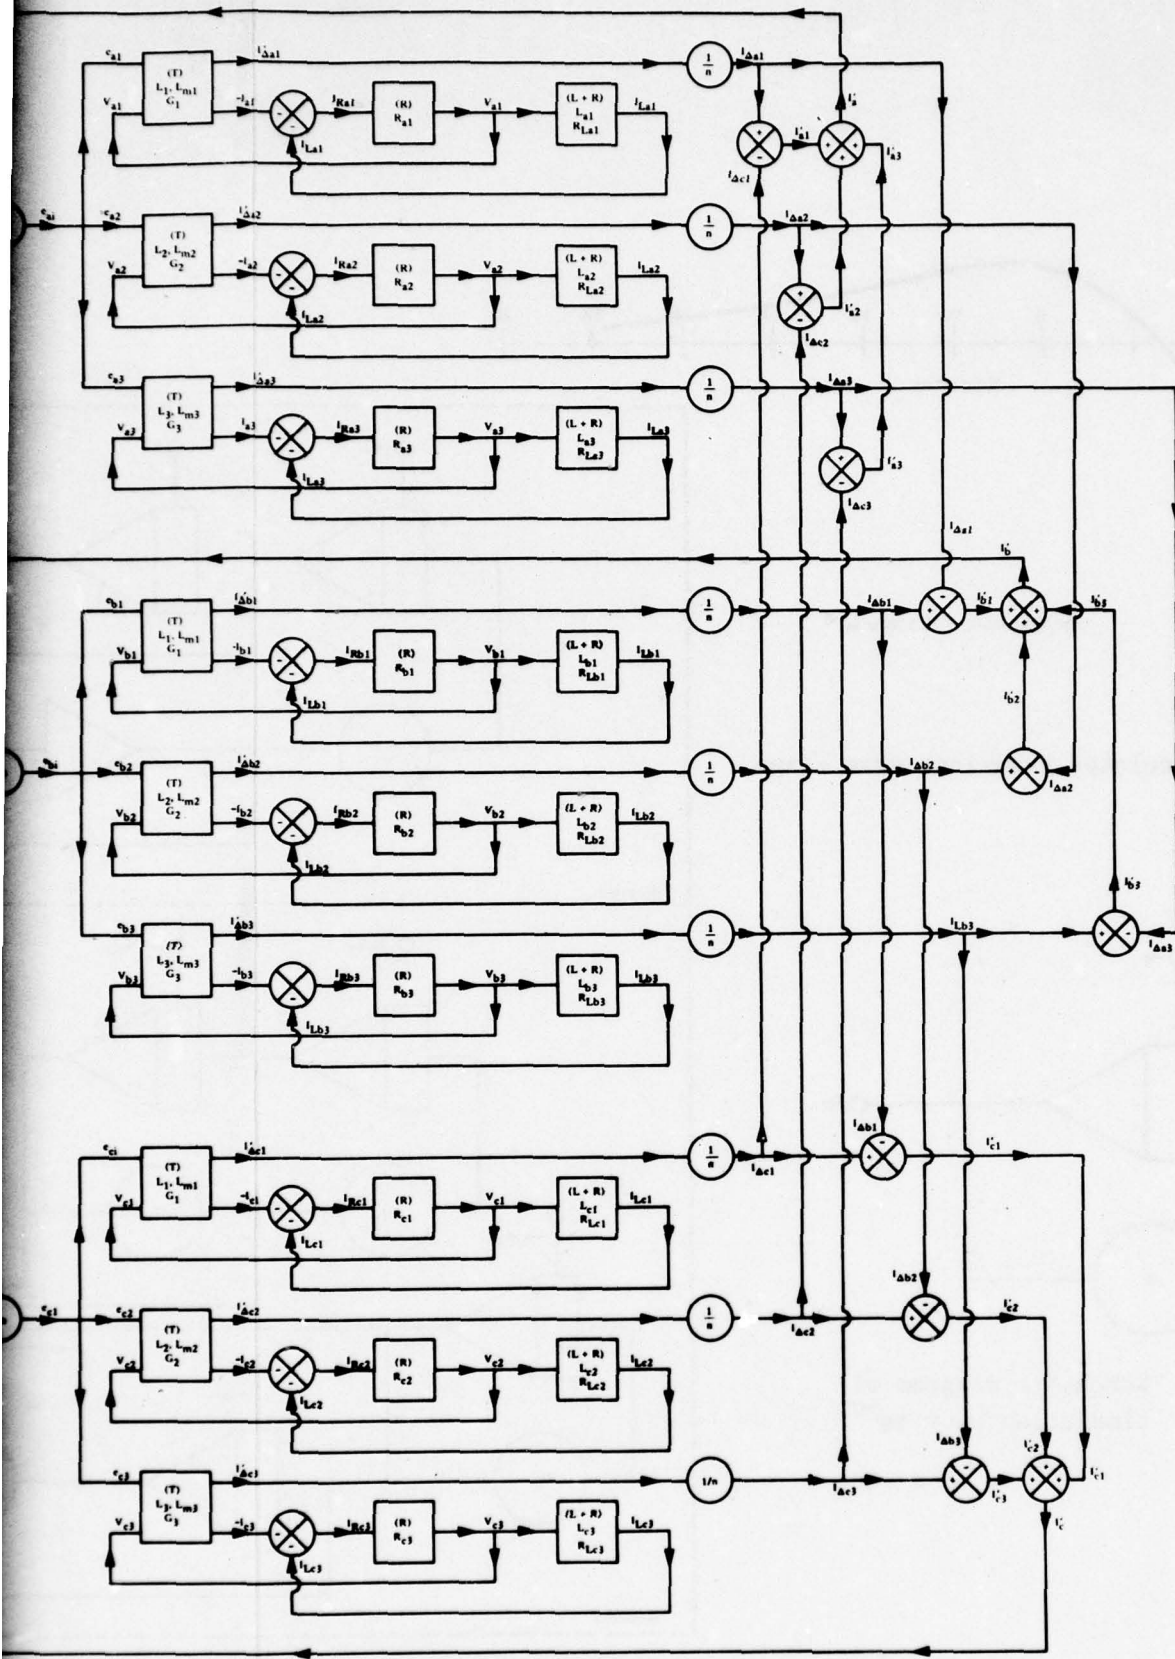 e_a1
(T)
L_1, L_m1
G_1
i'_Δa1
1/n
i_Δa1
V_a1
-i_a1
-
-
i_Ra1
(R)
R_a1
V_a1
(L + R)
L_a1
R_La1
i_La1
i_La1
+
-
i'_a1
i'_a
+
+
+
i'_a3
i_Δc1
e_ai
-e_a2
(T)
L_2, L_m2
G_2
i'_Δa2
1/n
i_Δa2
V_a2
-i_a2
-
-
i_Ra2
(R)
R_a2
V_a2
(L + R)
L_a2
R_La2
i_La2
i_La2
+
-
i'_a2
i_Δc2
e_a3
(T)
L_3, L_m3
G_3
i'_Δa3
1/n
i_Δa3
V_a3
i_a3
-
-
i_Ra3
(R)
R_a3
V_a3
(L + R)
L_a3
R_La3
i_La3
i_La3
+
-
i'_a3
i_Δc3
i_Δa1
i'_b
e_b1
(T)
L_1, L_m1
G_1
i'_Δb1
1/n
i_Δb1
-
+
i'_b1
+
+
+
i'_b3
V_b1
-i_b1
-
-
i_Rb1
(R)
R_b1
V_b1
(L + R)
L_b1
R_Lb1
i_Lb1
i_Lb1
i'_b2
e_bi
e_b2
(T)
L_2, L_m2
G_2
i'_Δb2
1/n
i_Δb2
+
-
i_Δa2
V_b2
-i_b2
-
-
i_Rb2
(R)
R_b2
V_b2
(L + R)
L_b2
R_Lb2
i_Lb2
i_Lb2
i'_b3
e_b3
(T)
L_3, L_m3
G_3
i'_Δb3
1/n
i_Lb3
+
-
i_Δa3
V_b3
-i_b3
-
-
i_Rb3
(R)
R_b3
V_b3
(L + R)
L_b3
R_Lb3
i_Lb3
i_Lb3
e_ci
(T)
L_1, L_m1
G_1
i'_Δc1
1/n
i_Δc1
i_Δb1
-
+
i'_c1
V_c1
-i_c1
-
-
i_Rc1
(R)
R_c1
V_c1
(L + R)
L_c1
R_Lc1
i_Lc1
i_Lc1
e_c1
e_c2
(T)
L_2, L_m2
G_2
i'_Δc2
1/n
i_Δc2
i_Δb2
-
+
i'_c2
V_c2
-i_c2
-
-
i_Rc2
(R)
R_c2
V_c2
(L + R)
L_c2
R_Lc2
i_Lc2
i_Lc2
e_c3
(T)
L_3, L_m3
G_3
i'_Δc3
1/n
i_Δc3
i_Δb3
-
+
i'_c3
i'_c2
+
+
+
i'_c1
i'_c
V_c3
-i_c3
-
-
i_Rc3
(R)
R_c3
V_c3
(L + R)
L_c3
R_Lc3
i_Lc3
i_Lc3